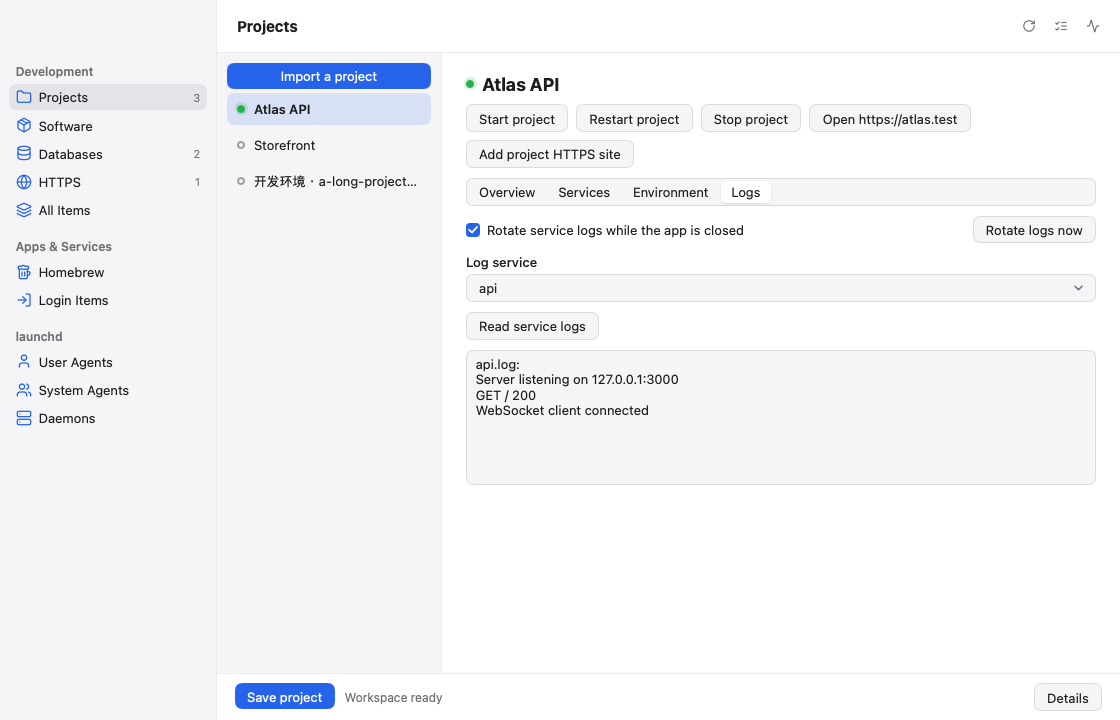 Projects
Development
Projects 3
Software
Databases 2
HTTPS 1
All Items
Apps & Services
Homebrew
Login Items
launchd
User Agents
System Agents
Daemons
Import a project
Atlas API
Storefront
开发环境 · a-long-project...
Atlas API
Start project
Restart project
Stop project
Open https://atlas.test
Add project HTTPS site
Overview
Services
Environment
Logs
Rotate service logs while the app is closed
Rotate logs now
Log service
api
Read service logs
api.log:
Server listening on 127.0.0.1:3000
GET / 200
WebSocket client connected
Save project
Workspace ready
Details